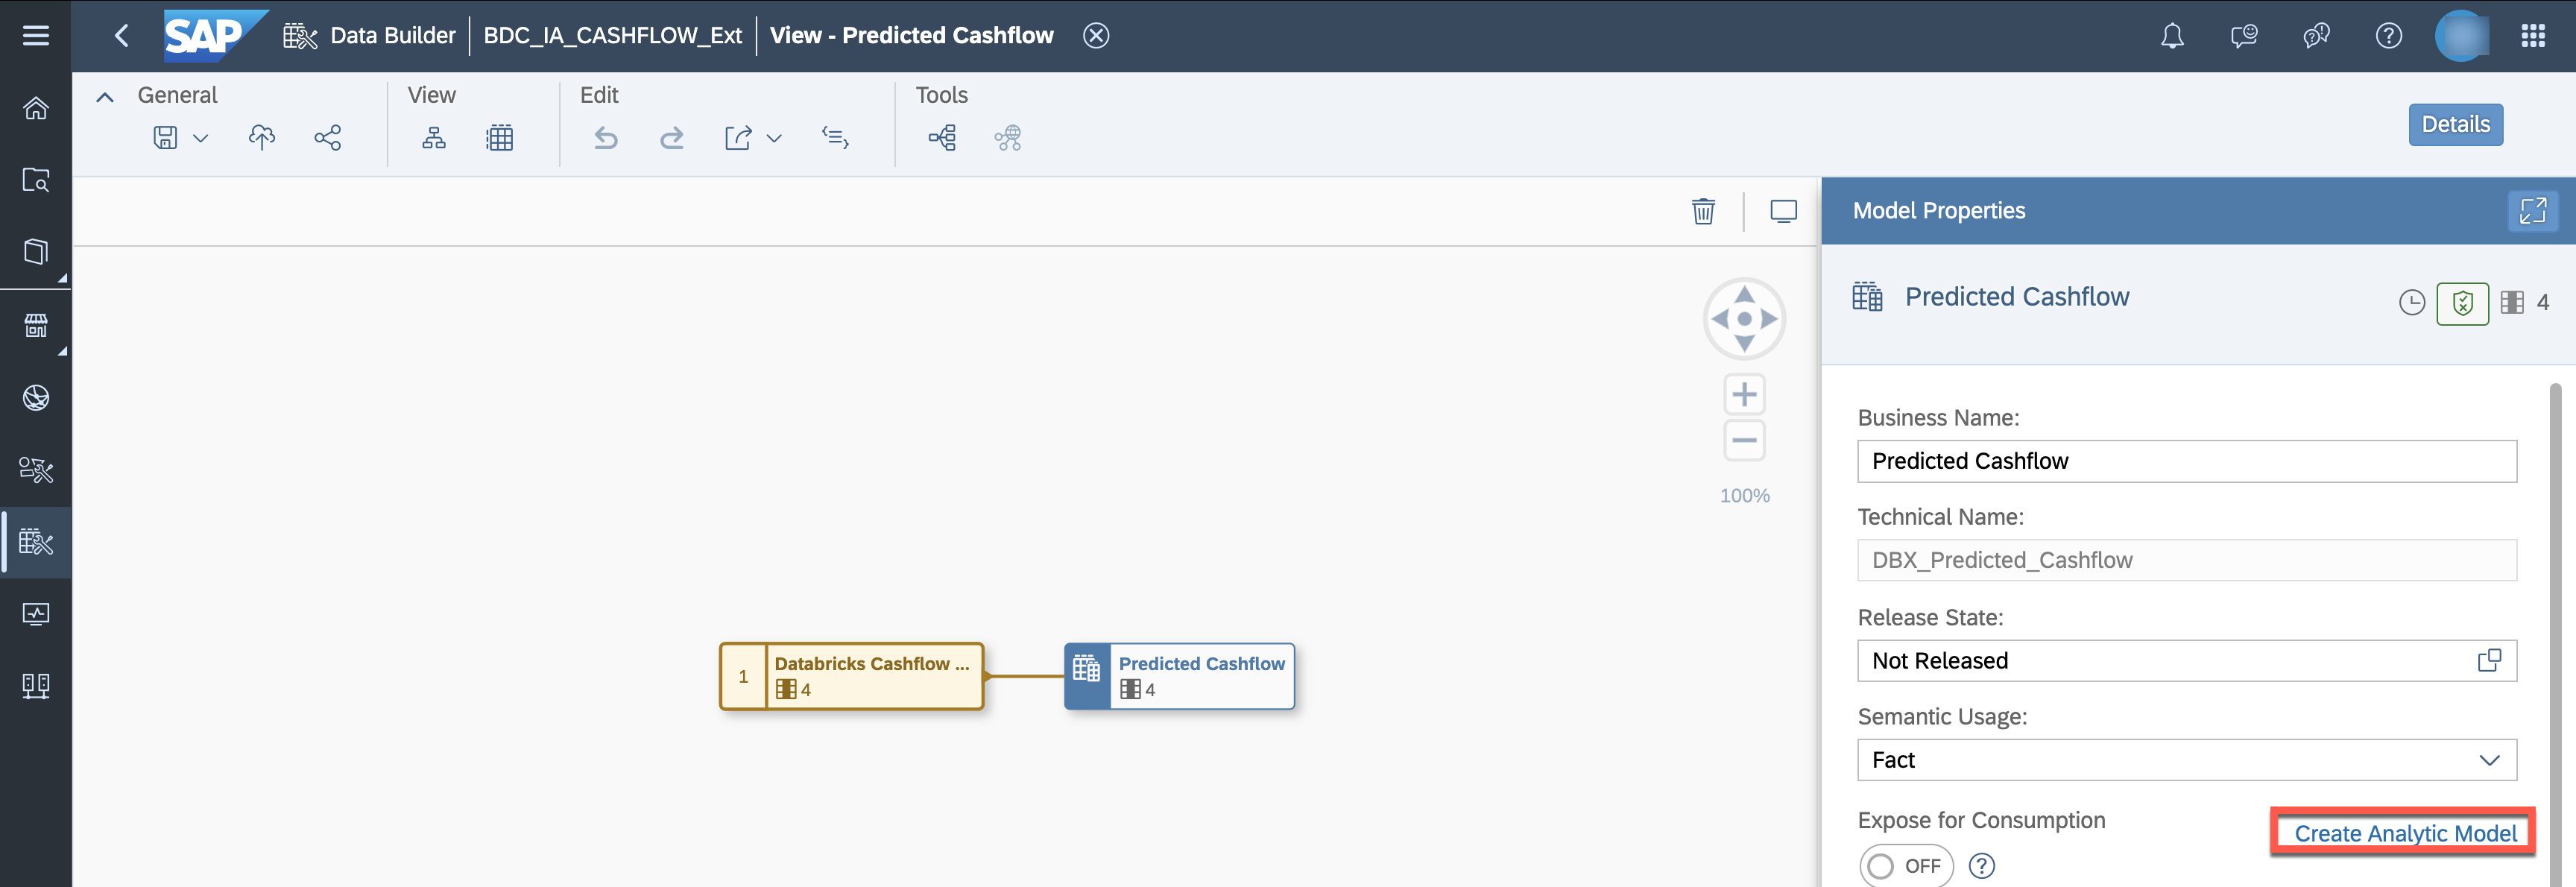 SAP
Data Builder
BDC_IA_CASHFLOW_Ext
View - Predicted Cashflow
General
View
Edit
Tools
Details
Model Properties
Predicted Cashflow
4
100%
1
Databricks Cashflow ...
4
Predicted Cashflow
4
Business Name:
Predicted Cashflow
Technical Name:
DBX_Predicted_Cashflow
Release State:
Not Released
Semantic Usage:
Fact
Expose for Consumption
Create Analytic Model
OFF